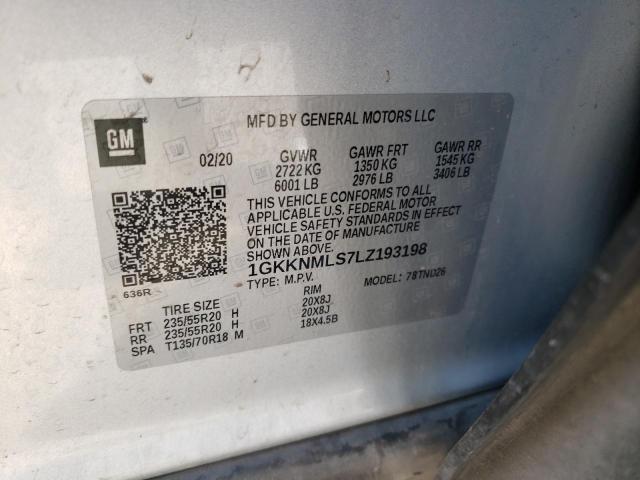 GM
MFD BY GENERAL MOTORS LLC
02/20 GVWR GAWR FRT GAWR RR
2722 KG 1350 KG 1545 KG
6001 LB 2976 LB 3406 LB
THIS VEHICLE CONFORMS TO ALL
APPLICABLE U.S. FEDERAL MOTOR
VEHICLE SAFETY STANDARDS IN EFFECT
ON THE DATE OF MANUFACTURE
SHOWN ABOVE.
1GKKNMLS7LZ193198
TYPE: M.P.V. MODEL: 78TND26
636R
TIRE SIZE RIM
FRT 235/55R20 H 20X8J
RR 235/55R20 H 20X8J
SPA T135/70R18 M 18X4.5B